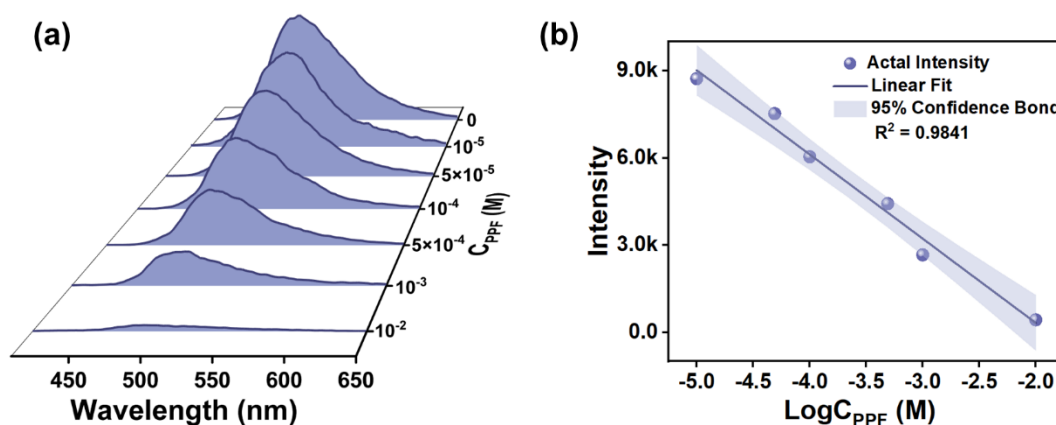 (a)
0
10-5
5×10-5
10-4
5×10-4
10-3
10-2
CPPF (M)
450 500 550 600 650
Wavelength (nm)
(b)
Actal Intensity
Linear Fit
95% Confidence Bond
R2 = 0.9841
9.0k
6.0k
3.0k
0.0
Intensity
-5.0 -4.5 -4.0 -3.5 -3.0 -2.5 -2.0
LogCPPF (M)